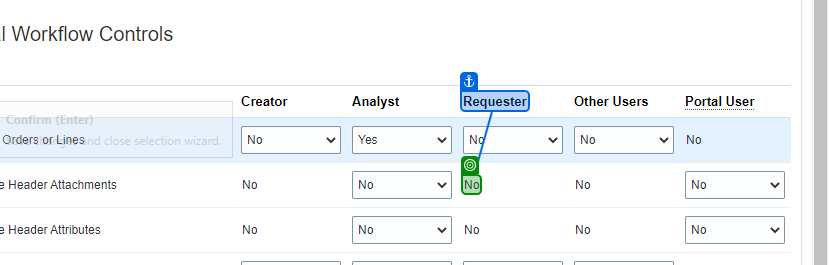 l Workflow Controls
Creator Analyst Requester Other Users Portal User
Confirm (Enter)
Orders or Lines No Yes No No No
and close selection wizard.
e Header Attachments No No No No No
e Header Attributes No No No No No